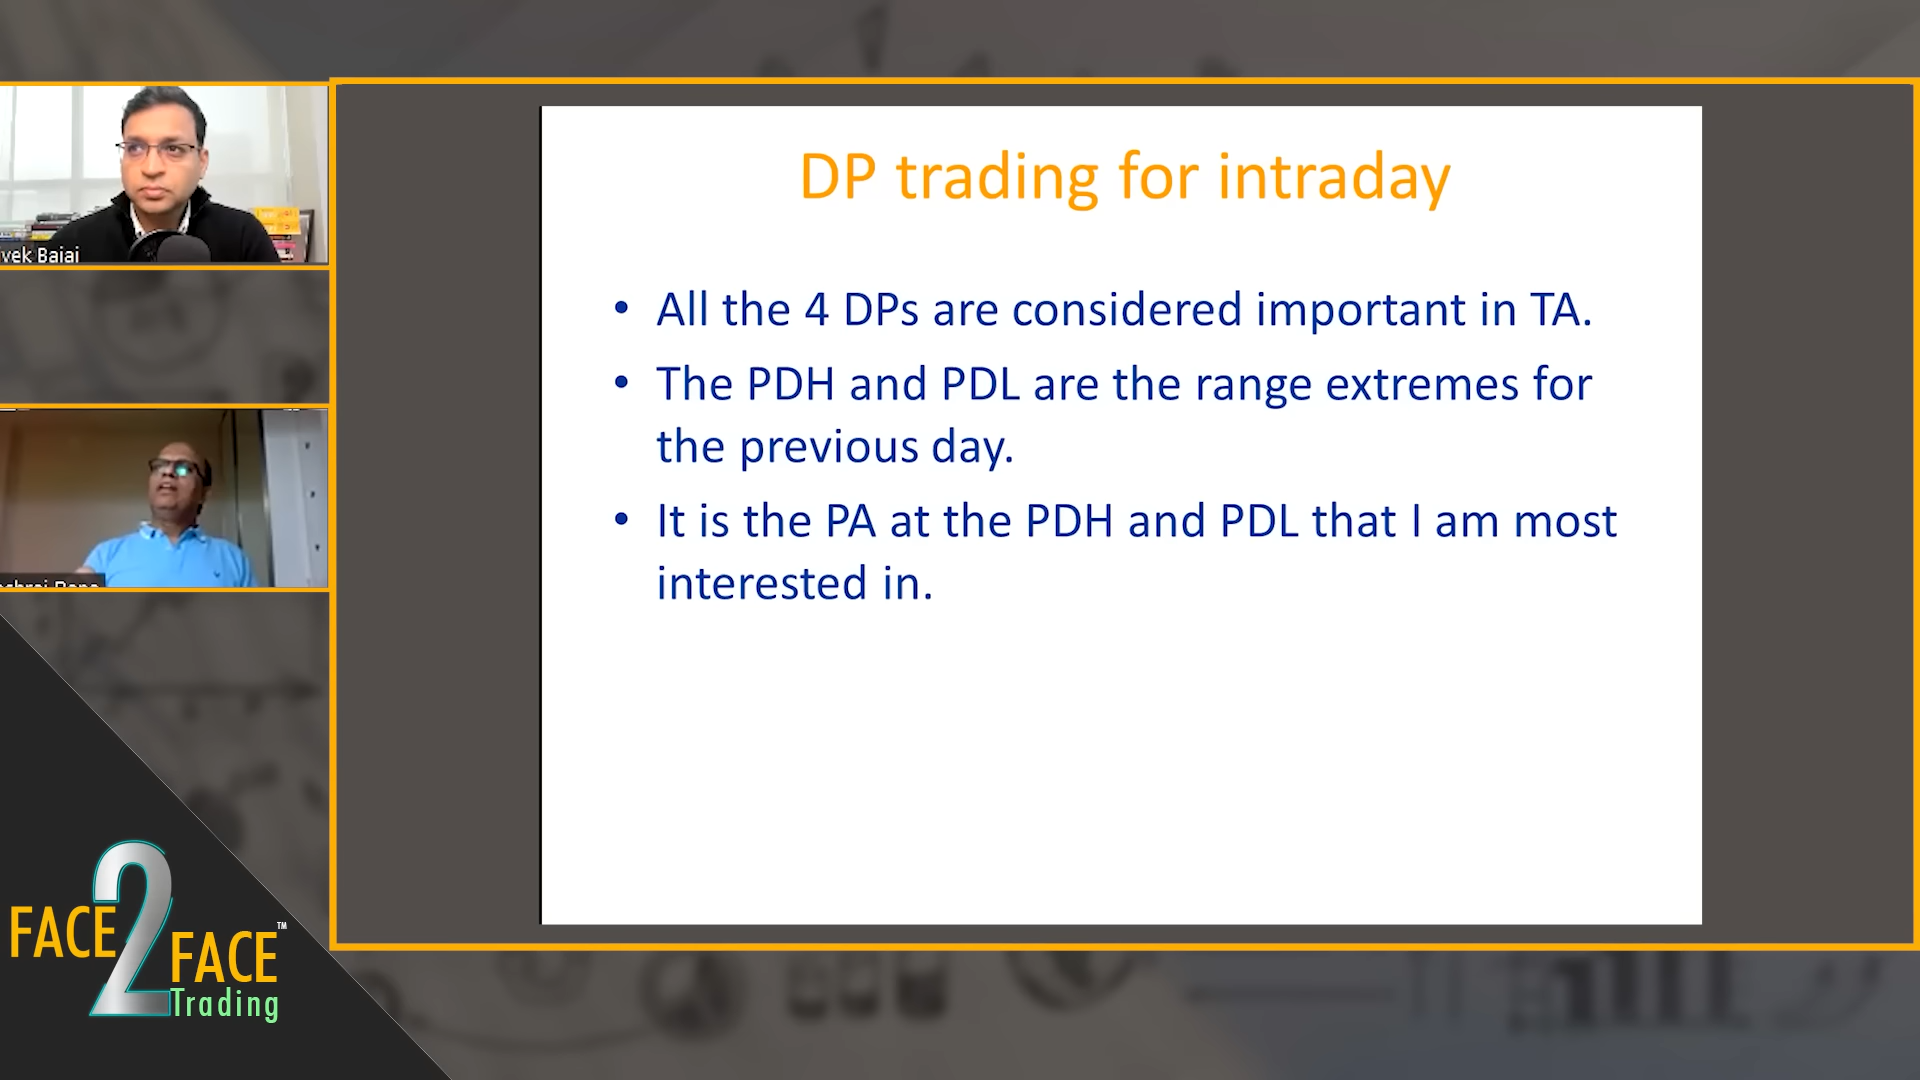 DP trading for intraday
• All the 4 DPs are considered important in TA.
• The PDH and PDL are the range extremes for
the previous day.
• It is the PA at the PDH and PDL that I am most
interested in.
vek Bajaj
FACE 2 FACE™
Trading